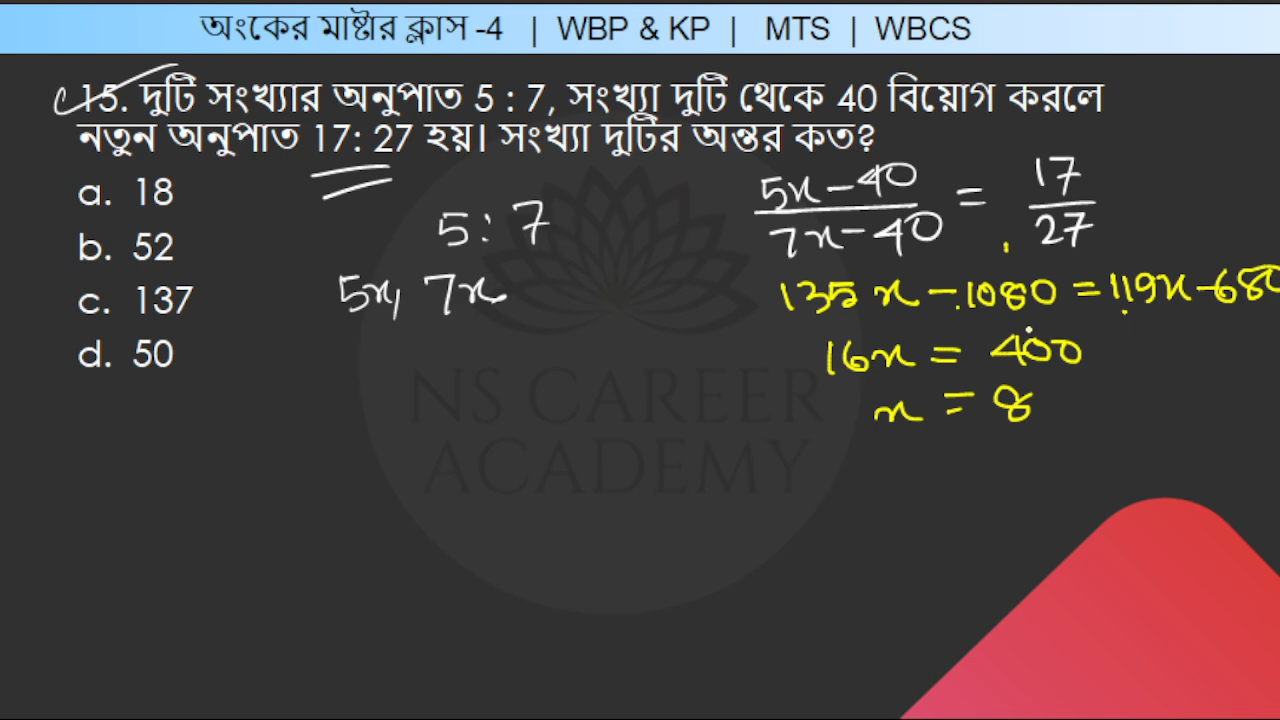 অংকের মাষ্টার ক্লাস -4 | WBP & KP | MTS | WBCS
15. দুটি সংখ্যার অনুপাত 5 : 7, সংখ্যা দুটি থেকে 40 বিয়োগ করলে
নতুন অনুপাত 17: 27 হয়। সংখ্যা দুটির অন্তর কত?
a. 18
b. 52
c. 137
d. 50
5 : 7
5x, 7x
5x - 40 = 17
7x - 40 27
135x - 1080 = 119x - 680
16x = 400
x = 8
NS CAREER
ACADEMY